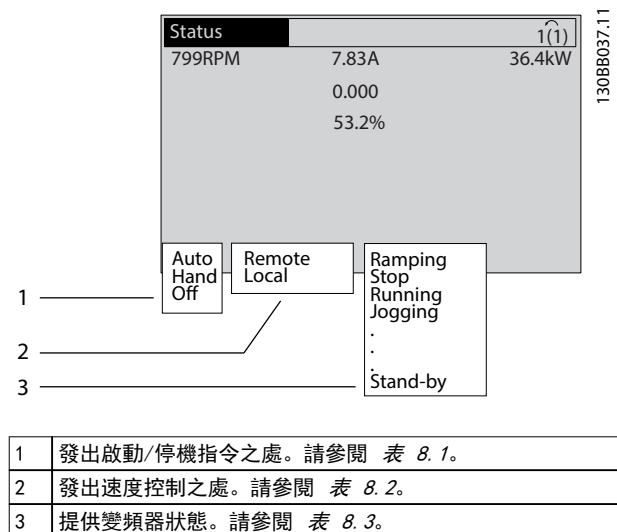 Status 1(1)
799RPM 7.83A 36.4kW
0.000
53.2%
130BB037.11
Auto
Hand
Off
Remote
Local
Ramping
Stop
Running
Jogging
.
.
.
Stand-by
1
2
3
1 發出啟動/停機指令之處。請參閱 表 8.1。
2 發出速度控制之處。請參閱 表 8.2。
3 提供變頻器狀態。請參閱 表 8.3。